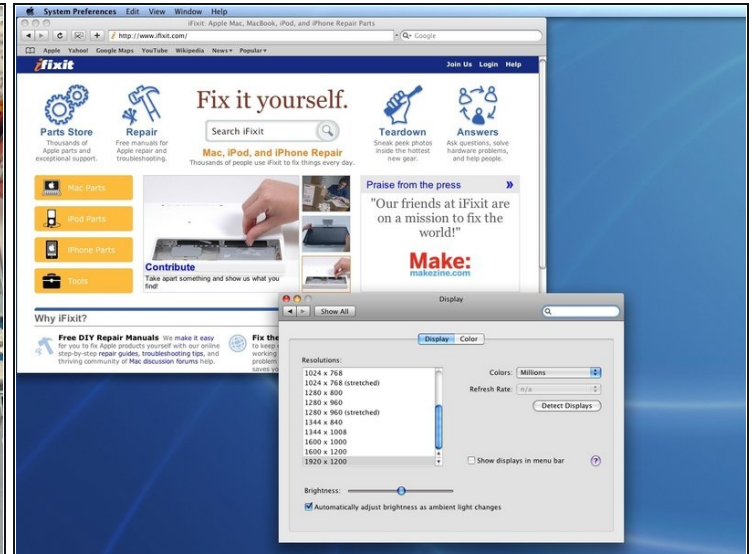 System Preferences Edit View Window Help
iFixit: Apple Mac, MacBook, iPod, and iPhone Repair Parts
http://www.ifixit.com/
Google
Apple Yahoo! Google Maps YouTube Wikipedia News Popular
iFixit
Join Us Login Help
Fix it yourself.
Search iFixit
Parts Store
Thousands of
Apple parts and
exceptional support.
Repair
Free manuals for
Apple repair and
troubleshooting.
Mac, iPod, and iPhone Repair
Thousands of people use iFixit to fix things every day.
Teardown
Sneak peek photos
inside the hottest
new gear.
Answers
Ask questions, solve
hardware problems,
and help people.
Mac Parts
iPod Parts
iPhone Parts
Tools
Contribute
Take apart something and show us what you
find!
Praise from the press »
"Our friends at iFixit are
on a mission to fix the
world!"
Make:
makezine.com
Why iFixit?
Free DIY Repair Manuals We make it easy
for you to fix Apple products yourself with our online
step-by-step repair guides, troubleshooting tips, and
thriving community of Mac discussion forums help.
Fix the
to keep
working
problem
saves yo
Display
Show All
Display Color
Resolutions:
1024 x 768
1024 x 768 (stretched)
1280 x 800
1280 x 960
1280 x 960 (stretched)
1344 x 840
1344 x 1008
1600 x 1000
1600 x 1200
1920 x 1200
Colors: Millions
Refresh Rate: n/a
Detect Displays
Show displays in menu bar ?
Brightness:
Automatically adjust brightness as ambient light changes